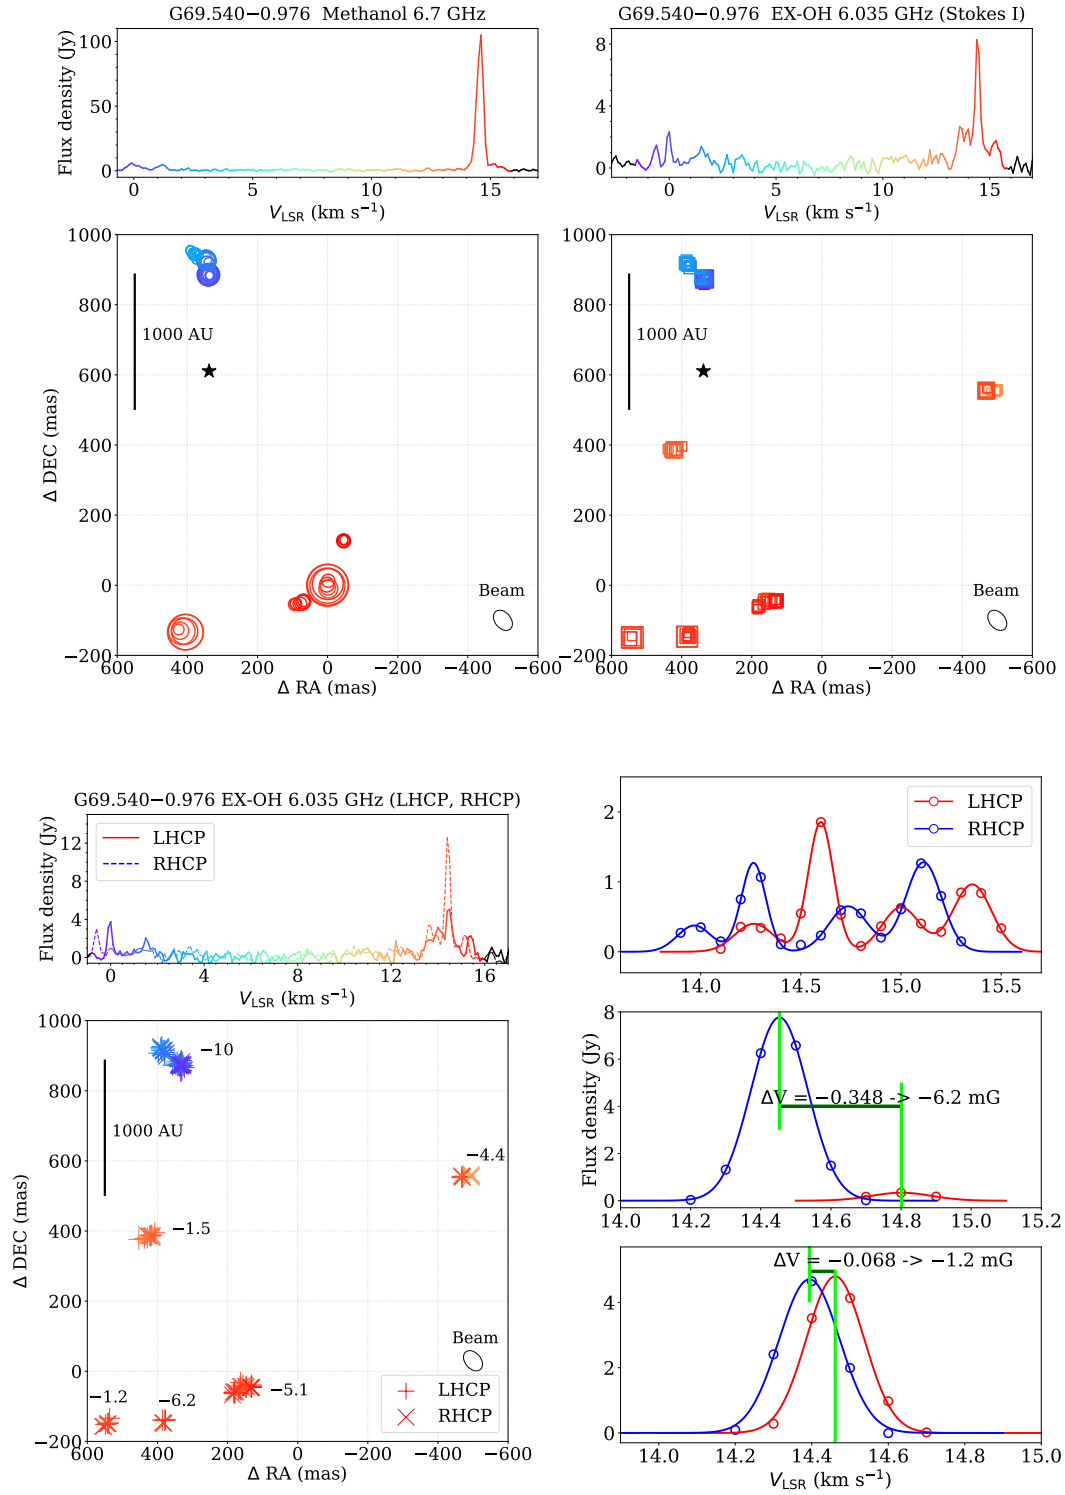 G69.540−0.976  Methanol 6.7 GHz
Flux density (Jy)
100
50
0
0 5 10 15
V_LSR (km s⁻¹)
G69.540−0.976  EX-OH 6.035 GHz (Stokes I)
8
6
4
2
0
0 5 10 15
V_LSR (km s⁻¹)
1000
800
600
400
200
0
−200
Δ DEC (mas)
1000 AU
Beam
600 400 200 0 −200 −400 −600
Δ RA (mas)
1000
800
600
400
200
0
−200
1000 AU
Beam
600 400 200 0 −200 −400 −600
Δ RA (mas)
G69.540−0.976 EX-OH 6.035 GHz (LHCP, RHCP)
Flux density (Jy)
12
8
4
0
LHCP
RHCP
0 4 8 12 16
V_LSR (km s⁻¹)
1000
800
600
400
200
0
−200
Δ DEC (mas)
1000 AU
−10
−4.4
−1.5
Beam
−1.2
−6.2
−5.1
LHCP
RHCP
600 400 200 0 −200 −400 −600
Δ RA (mas)
2
1
0
LHCP
RHCP
14.0 14.5 15.0 15.5
Flux density (Jy)
8
6
4
2
0
ΔV = −0.348 -> −6.2 mG
14.0 14.2 14.4 14.6 14.8 15.0 15.2
4
2
0
ΔV = −0.068 -> −1.2 mG
14.0 14.2 14.4 14.6 14.8 15.0
V_LSR (km s⁻¹)